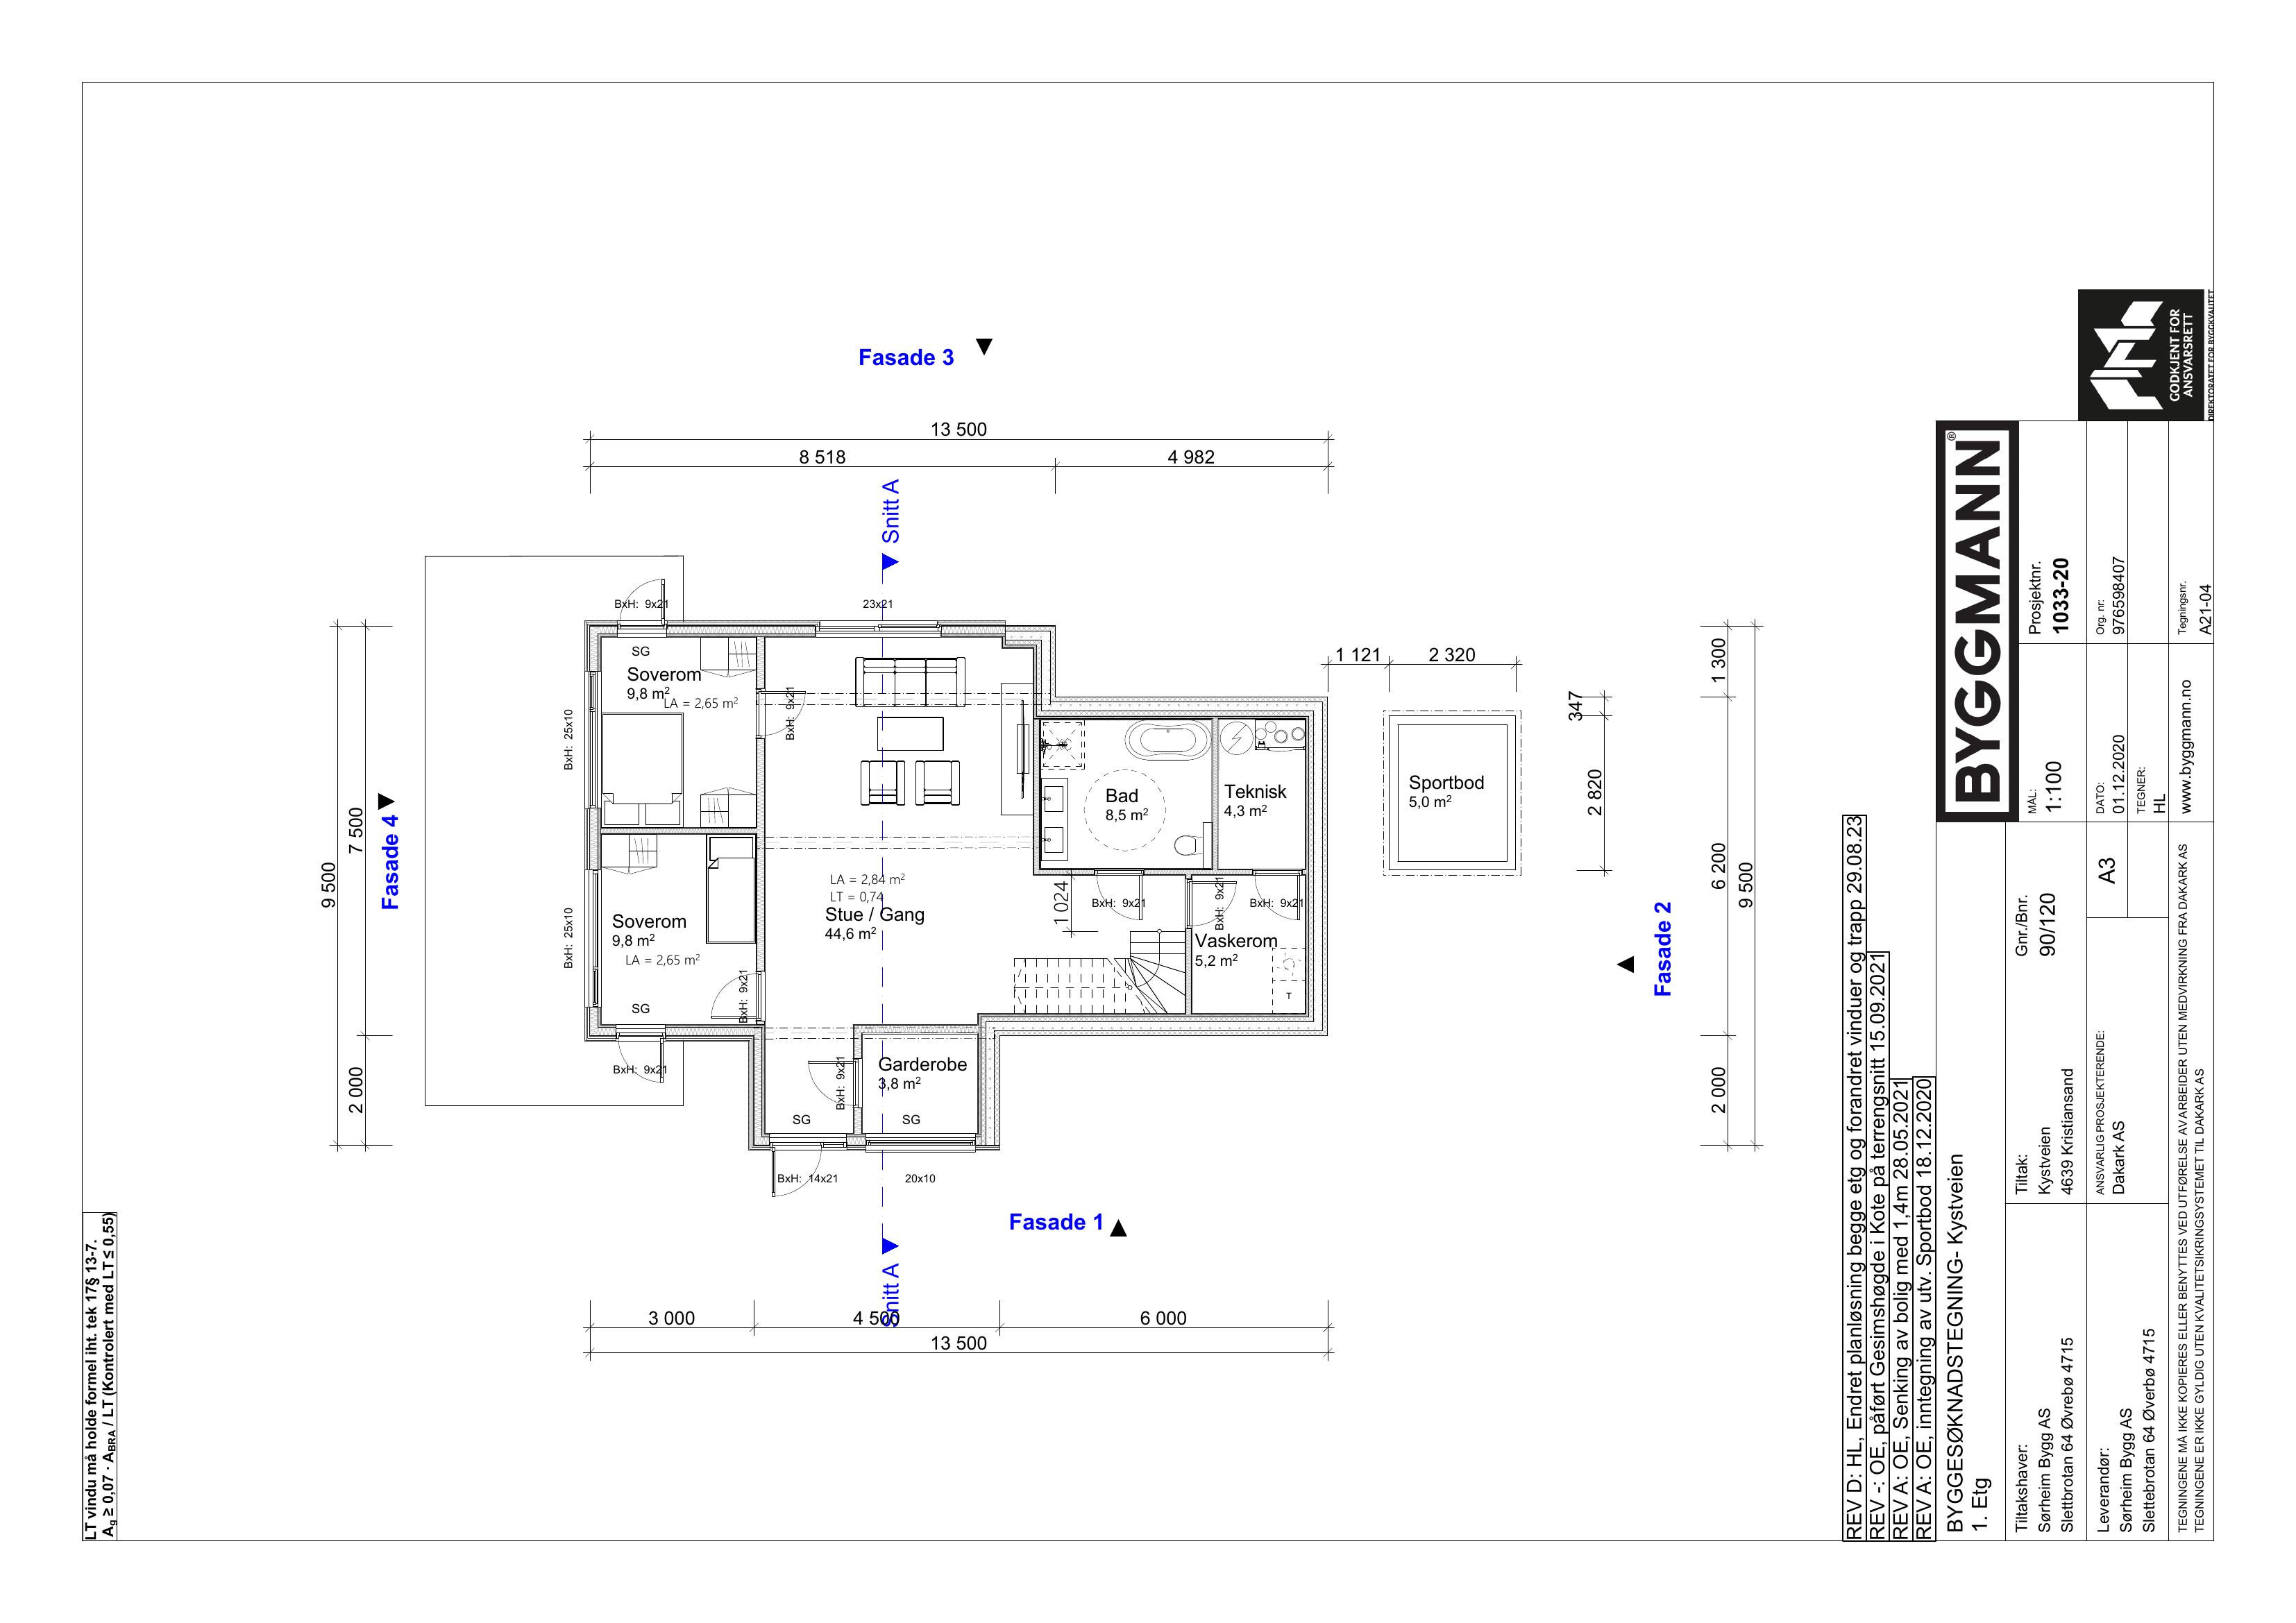 Fasade 3
13 500
8 518
4 982
Snitt A
BxH: 9x21
23x21
SG
Soverom
9,8 m²
LA = 2,65 m²
BxH: 9x21
BxH: 25x10
1 121
2 320
347
2 820
1 300
6 200
9 500
2 000
9 500
7 500
2 000
Fasade 4
Bad
8,5 m²
Teknisk
4,3 m²
Sportbod
5,0 m²
LA = 2,84 m²
LT = 0,74
Stue / Gang
44,6 m²
1 024
BxH: 9x21
BxH: 9x21
BxH: 9x21
Vaskerom
5,2 m²
T
Fasade 2
Soverom
9,8 m²
LA = 2,65 m²
SG
BxH: 25x10
BxH: 9x21
BxH: 9x21
BxH: 9x21
Garderobe
3,8 m²
SG
SG
BxH: 14x21
20x10
Fasade 1
Snitt A
3 000
4 500
6 000
13 500
LT vindu må holde formel iht. tek 17§ 13-7.
Ag ≥ 0,07 · ABRA / LT (Kontrolert med LT ≤ 0,55)
REV D: HL, Endret planløsning begge etg og forandret vinduer og trapp 29.08.23
REV -: OE, påført Gesimshøgde i Kote på terrengsnitt 15.09.2021
REV A: OE, Senking av bolig med 1,4m 28.05.2021
REV A: OE, inntegning av utv. Sportbod 18.12.2020
BYGGESØKNADSTEGNING- Kystveien
1. Etg
BYGGMANN®
Tiltakshaver:
Sørheim Bygg AS
Slettbrotan 64 Øvrebø 4715
Tiltak:
Kystveien
4639 Kristiansand
Gnr./Bnr.
90/120
MÅL:
1:100
Prosjektnr.
1033-20
Leverandør:
Sørheim Bygg AS
Slettebrotan 64 Øverbø 4715
ANSVARLIG PROSJEKTERENDE:
Dakark AS
A3
DATO:
01.12.2020
TEGNER:
HL
Org. nr:
976598407
TEGNINGENE MÅ IKKE KOPIERES ELLER BENYTTES VED UTFØRELSE AV ARBEIDER UTEN MEDVIRKNING FRA DAKARK AS
TEGNINGENE ER IKKE GYLDIG UTEN KVALITETSIKRINGSYSTEMET TIL DAKARK AS
www.byggmann.no
Tegningsnr.
A21-04
GODKJENT FOR
ANSVARSRETT
DIREKTORATET FOR BYGGKVALITET